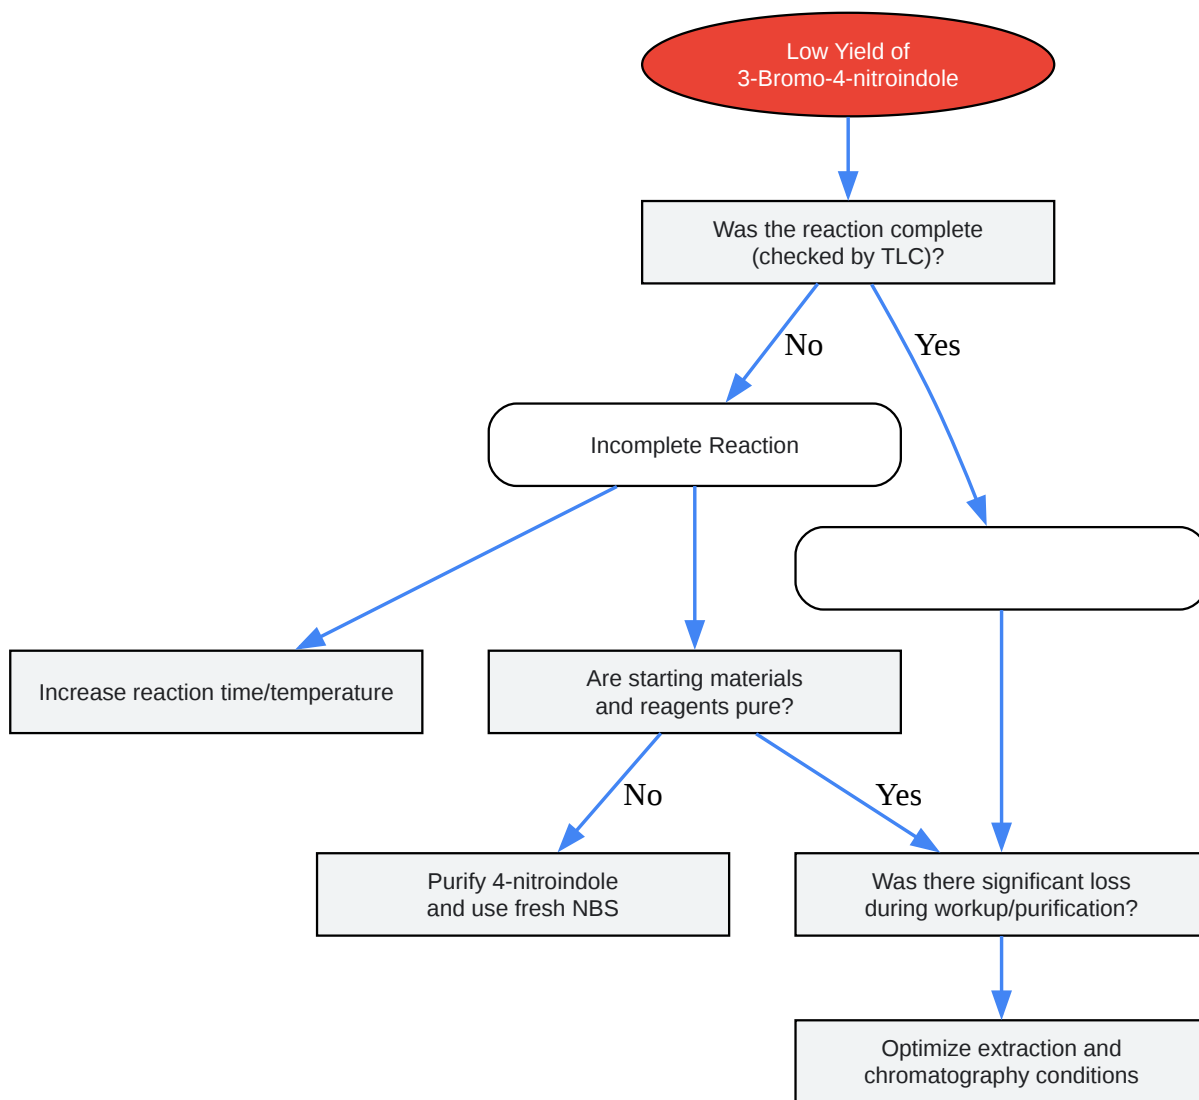 Low Yield of
3-Bromo-4-nitroindole
Was the reaction complete
(checked by TLC)?
No
Yes
Incomplete Reaction
Increase reaction time/temperature
Are starting materials
and reagents pure?
No
Yes
Purify 4-nitroindole
and use fresh NBS
Was there significant loss
during workup/purification?
Optimize extraction and
chromatography conditions